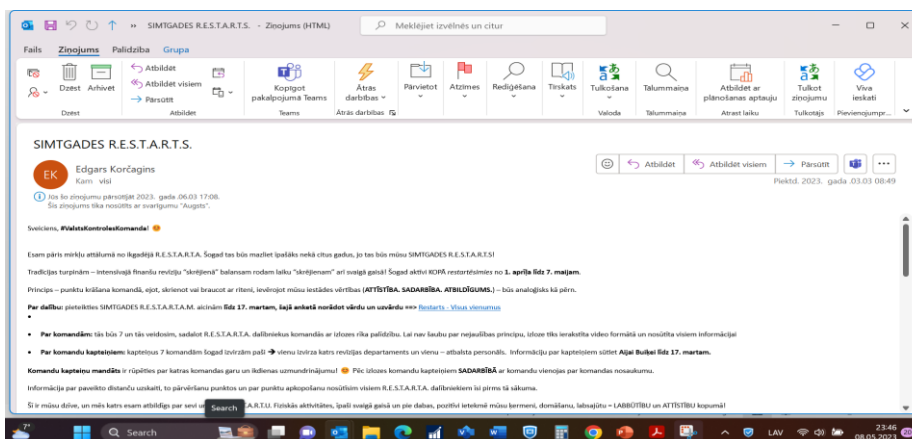 SIMTGADES R.E.S.T.A.R.T.S. - Ziņojums (HTML)
Meklējiet izvēlnēs un citur
Fails Ziņojums Palīdzība Grupa
Dzēst Arhivēt
Atbildēt
Atbildēt visiem
Pārsūtīt
Kopīgot pakalpojumā Teams
Ātrās darbības
Pārvietot
Atzīmes
Rediģēšana
Tīrskats
Tulkošana
Tālummaiņa
Atbildēt ar plānošanas aptauju
Tulkot ziņojumu
Viva ieskati
Dzēst Atbildēt Teams Ātrās darbības Valoda Tālummaiņa Atrast laiku Tulkotājs Pievienojumpr...
SIMTGADES R.E.S.T.A.R.T.S.
EK
Edgars Korčagins
Kam visi
Atbildēt Atbildēt visiem Pārsūtīt
Piektd. 2023. gada .03.03 08:49
Jūs šo ziņojumu pārsūtījāt 2023. gada .06.03 17:08.
Šis ziņojums tika nosūtīts ar svarīgumu "Augsts".
Sveiciens, #ValstsKontrolesKomanda!
Esam pāris mirkļu attālumā no ikgadējā R.E.S.T.A.R.T.A. Šogad tas būs mazliet īpašāks nekā citus gadus, jo tas būs mūsu SIMTGADES R.E.S.T.A.R.T.S!
Tradīcijas turpinām – intensīvajā finanšu revīziju "skrējienā" balansam rodam laiku "skrējienam" arī svaigā gaisā! Šogad aktīvi KOPĀ restartēsimies no 1. aprīļa līdz 7. maijam.
Princips – punktu krāšana komandā, ejot, skrienot vai braucot ar riteni, ievērojot mūsu iestādes vērtības (ATTĪSTĪBA. SADARBĪBA. ATBILDĪGUMS.) – būs analoģisks kā pērn.
Par dalību: pieteikties SIMTGADES R.E.S.T.A.R.T.A.M. aicinām līdz 17. martam, šajā anketā norādot vārdu un uzvārdu ==> Restarts - Visus vienumus
Par komandām: tās būs 7 un tās veidosim, sadalot R.E.S.T.A.R.T.A. dalībniekus komandās ar izlozes rīka palīdzību. Lai nav šaubu par nejaušības principu, izloze tiks ierakstīta video formātā un nosūtīta visiem informācijai
Par komandu kapteiņiem: kapteiņus 7 komandām šogad izvirzām paši ➔ vienu izvirza katrs revīzijas departaments un vienu – atbalsta personāls. Informāciju par kapteiņiem sūtiet Aijai Buiķei līdz 17. martam.
Komandu kapteiņu mandāts ir rūpēties par katras komandas garu un ikdienas uzmundrinājumu! Pēc izlozes komandu kapteiņiem SADARBĪBĀ ar komandu vienojas par komandas nosaukumu.
Informācija par paveikto distanču uzskaiti, to pārvēršanu punktos un par punktu apkopošanu nosūtīsim visiem R.E.S.T.A.R.T.A. dalībniekiem īsi pirms tā sākuma.
Šī ir mūsu dzīve, un mēs katrs esam atbildīgs par sevi un A.R.T.U. Fiziskās aktivitātes, īpaši svaigā gaisā un pie dabas, pozitīvi ietekmē mūsu ķermeni, domāšanu, labsajūtu = LABBŪTĪBU un ATTĪSTĪBU kopumā!
Search
7°
Search
LAV
23:46
08.05.2023
20